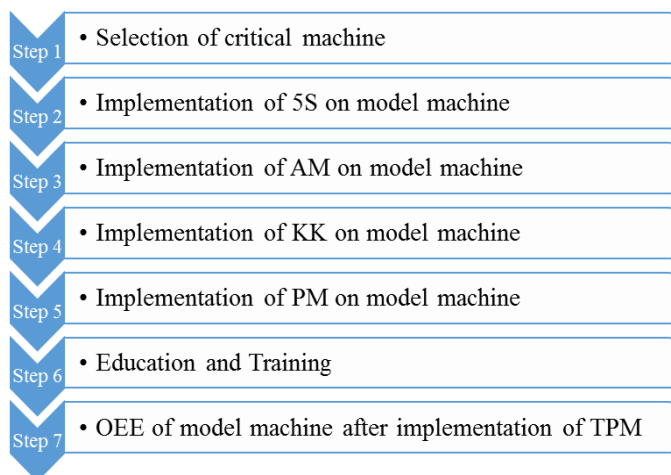 Step 1
• Selection of critical machine
Step 2
• Implementation of 5S on model machine
Step 3
• Implementation of AM on model machine
Step 4
• Implementation of KK on model machine
Step 5
• Implementation of PM on model machine
Step 6
• Education and Training
Step 7
• OEE of model machine after implementation of TPM